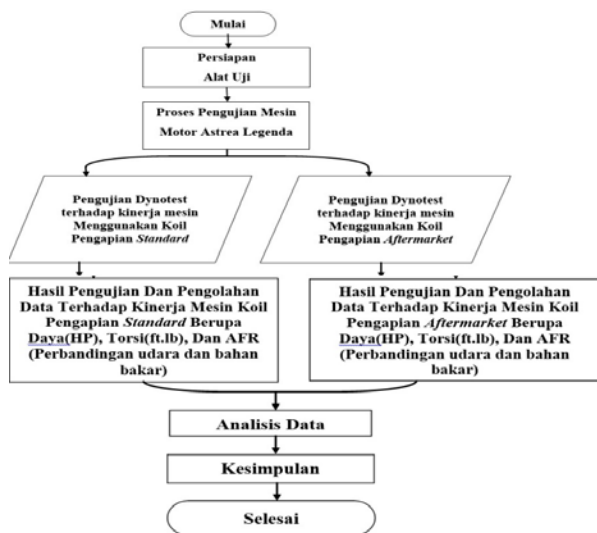 Mulai
Persiapan
Alat Uji
Proses Pengujian Mesin
Motor Astrea Legenda
Pengujian Dynotest
terhadap kinerja mesin
Menggunakan Koil
Pengapian Standard
Pengujian Dynotest
terhadap kinerja mesin
Menggunakan Koil
Pengapian Aftermarket
Hasil Pengujian Dan Pengolahan
Data Terhadap Kinerja Mesin Koil
Pengapian Standard Berupa
Daya(HP), Torsi(ft.lb), Dan AFR
(Perbandingan udara dan bahan
bakar)
Hasil Pengujian Dan Pengolahan
Data Terhadap Kinerja Mesin Koil
Pengapian Aftermarket Berupa
Daya(HP), Torsi(ft.lb), Dan AFR
(Perbandingan udara dan bahan
bakar)
Analisis Data
Kesimpulan
Selesai